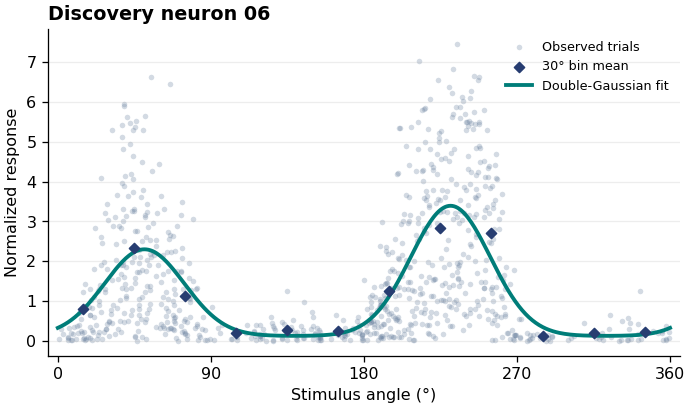 Discovery neuron 06
Normalized response
7
6
5
4
3
2
1
0
0 90 180 270 360
Stimulus angle (°)
Observed trials
30° bin mean
Double-Gaussian fit